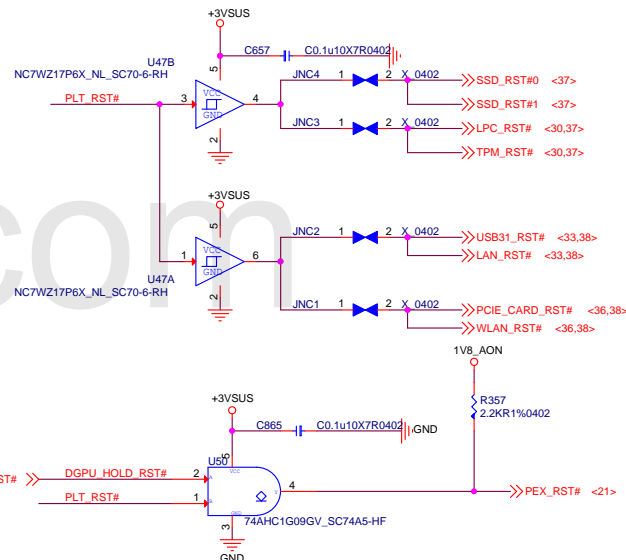 +3VSUS
U47B
C657
C0.1u10X7R0402
NC7WZ17P6X_NL_SC70-6-RH
5
JNC4
1
2
X_0402
SSD_RST#0 <37>
PLT_RST#
3
VCC
GND
4
SSD_RST#1 <37>
JNC3
1
2
X_0402
LPC_RST# <30,37>
2
TPM_RST# <30,37>
com
+3VSUS
5
JNC2
1
2
X_0402
USB31_RST# <33,38>
1
VCC
GND
6
LAN_RST# <33,38>
U47A
NC7WZ17P6X_NL_SC70-6-RH
2
JNC1
1
2
X_0402
PCIE_CARD_RST# <36,38>
WLAN_RST# <36,38>
1V8_AON
+3VSUS
R357
2.2KR1%0402
C865
C0.1u10X7R0402
GND
U50
5
VCC
ST#
DGPU_HOLD_RST#
2
A
4
Y
PEX_RST# <21>
PLT_RST#
1
B
GND
3
74AHC1G09GV_SC74A5-HF
GND